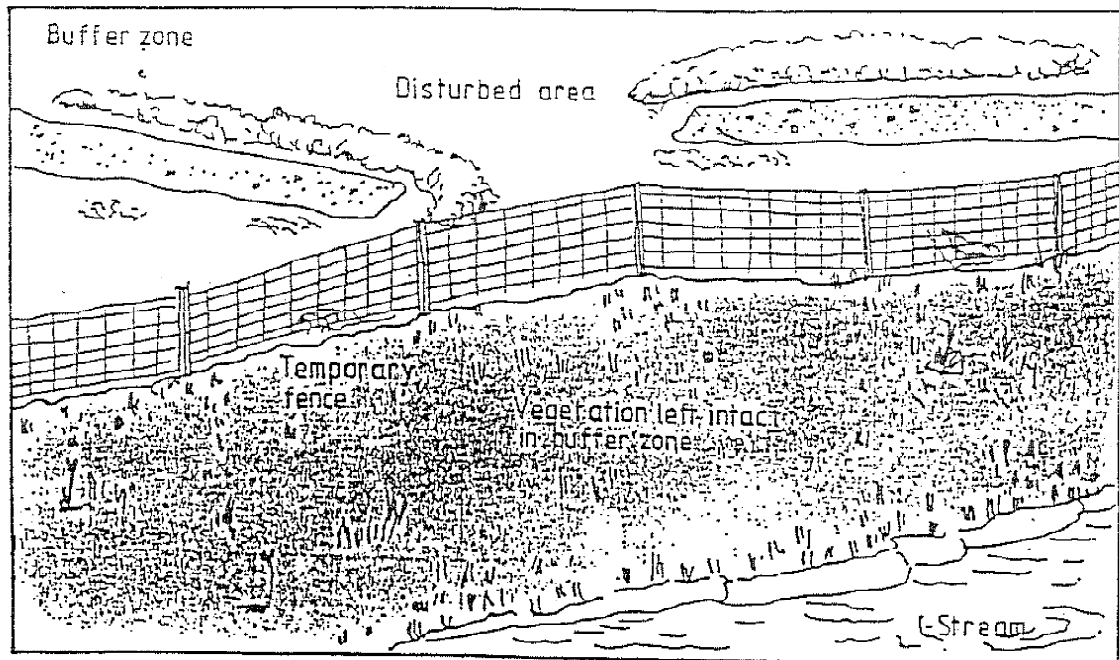 Buffer zone
Disturbed area
Temporary
fence
Vegetation left intact
in buffer zone
Stream